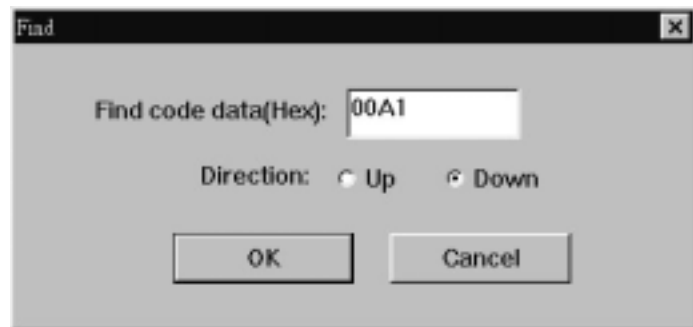 Find
Find code data(Hex): 00A1
Direction: Up Down
OK Cancel